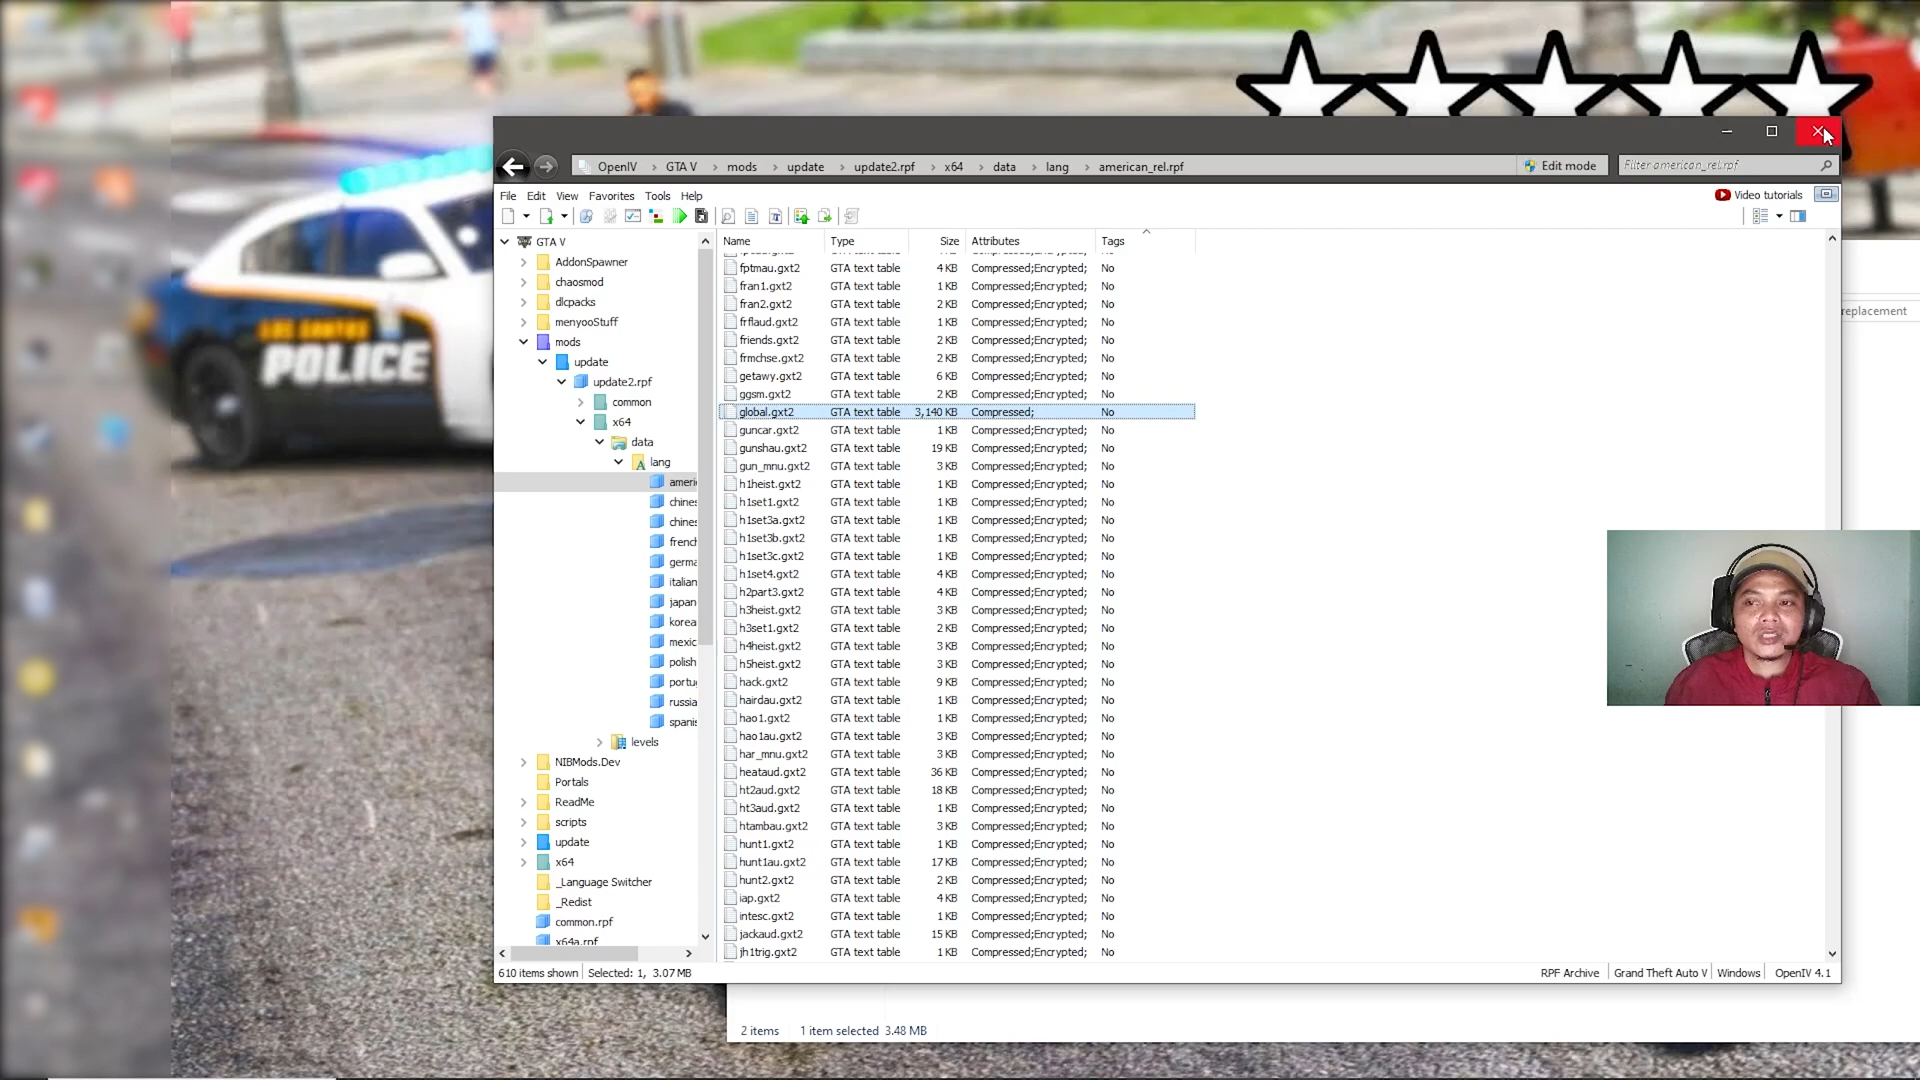 OpenIV > GTA V > mods > update > update2.rpf > x64 > data > lang > american_rel.rpf
Edit mode
Filter american_rel.rpf
File Edit View Favorites Tools Help
Video tutorials
GTA V
AddonSpawner
chaosmod
dlcpacks
menyooStuff
mods
update
update2.rpf
common
x64
data
lang
ameri
chines
chines
french
germa
italian
japan
korea
mexic
polish
portu
russia
spanis
levels
NIBMods.Dev
Portals
ReadMe
scripts
update
x64
_Language Switcher
_Redist
common.rpf
x64a.rpf
Name Type Size Attributes Tags
fptmau.gxt2 GTA text table 4 KB Compressed;Encrypted; No
fran1.gxt2 GTA text table 1 KB Compressed;Encrypted; No
fran2.gxt2 GTA text table 2 KB Compressed;Encrypted; No
frflaud.gxt2 GTA text table 1 KB Compressed;Encrypted; No
friends.gxt2 GTA text table 2 KB Compressed;Encrypted; No
frmchse.gxt2 GTA text table 2 KB Compressed;Encrypted; No
getawy.gxt2 GTA text table 6 KB Compressed;Encrypted; No
ggsm.gxt2 GTA text table 2 KB Compressed;Encrypted; No
global.gxt2 GTA text table 3,140 KB Compressed; No
guncar.gxt2 GTA text table 1 KB Compressed;Encrypted; No
gunshau.gxt2 GTA text table 19 KB Compressed;Encrypted; No
gun_mnu.gxt2 GTA text table 3 KB Compressed;Encrypted; No
h1heist.gxt2 GTA text table 1 KB Compressed;Encrypted; No
h1set1.gxt2 GTA text table 1 KB Compressed;Encrypted; No
h1set3a.gxt2 GTA text table 1 KB Compressed;Encrypted; No
h1set3b.gxt2 GTA text table 1 KB Compressed;Encrypted; No
h1set3c.gxt2 GTA text table 1 KB Compressed;Encrypted; No
h1set4.gxt2 GTA text table 4 KB Compressed;Encrypted; No
h2part3.gxt2 GTA text table 4 KB Compressed;Encrypted; No
h3heist.gxt2 GTA text table 3 KB Compressed;Encrypted; No
h3set1.gxt2 GTA text table 2 KB Compressed;Encrypted; No
h4heist.gxt2 GTA text table 3 KB Compressed;Encrypted; No
h5heist.gxt2 GTA text table 3 KB Compressed;Encrypted; No
hack.gxt2 GTA text table 9 KB Compressed;Encrypted; No
hairdau.gxt2 GTA text table 1 KB Compressed;Encrypted; No
hao1.gxt2 GTA text table 1 KB Compressed;Encrypted; No
hao1au.gxt2 GTA text table 3 KB Compressed;Encrypted; No
har_mnu.gxt2 GTA text table 3 KB Compressed;Encrypted; No
heataud.gxt2 GTA text table 36 KB Compressed;Encrypted; No
ht2aud.gxt2 GTA text table 18 KB Compressed;Encrypted; No
ht3aud.gxt2 GTA text table 1 KB Compressed;Encrypted; No
htambau.gxt2 GTA text table 3 KB Compressed;Encrypted; No
hunt1.gxt2 GTA text table 1 KB Compressed;Encrypted; No
hunt1au.gxt2 GTA text table 17 KB Compressed;Encrypted; No
hunt2.gxt2 GTA text table 2 KB Compressed;Encrypted; No
iap.gxt2 GTA text table 4 KB Compressed;Encrypted; No
intesc.gxt2 GTA text table 1 KB Compressed;Encrypted; No
jackaud.gxt2 GTA text table 15 KB Compressed;Encrypted; No
jh1trig.gxt2 GTA text table 1 KB Compressed;Encrypted; No
610 items shown Selected: 1, 3.07 MB
RPF Archive Grand Theft Auto V Windows OpenIV 4.1
2 items 1 item selected 3.48 MB
replacement
LOS SANTOS
POLICE